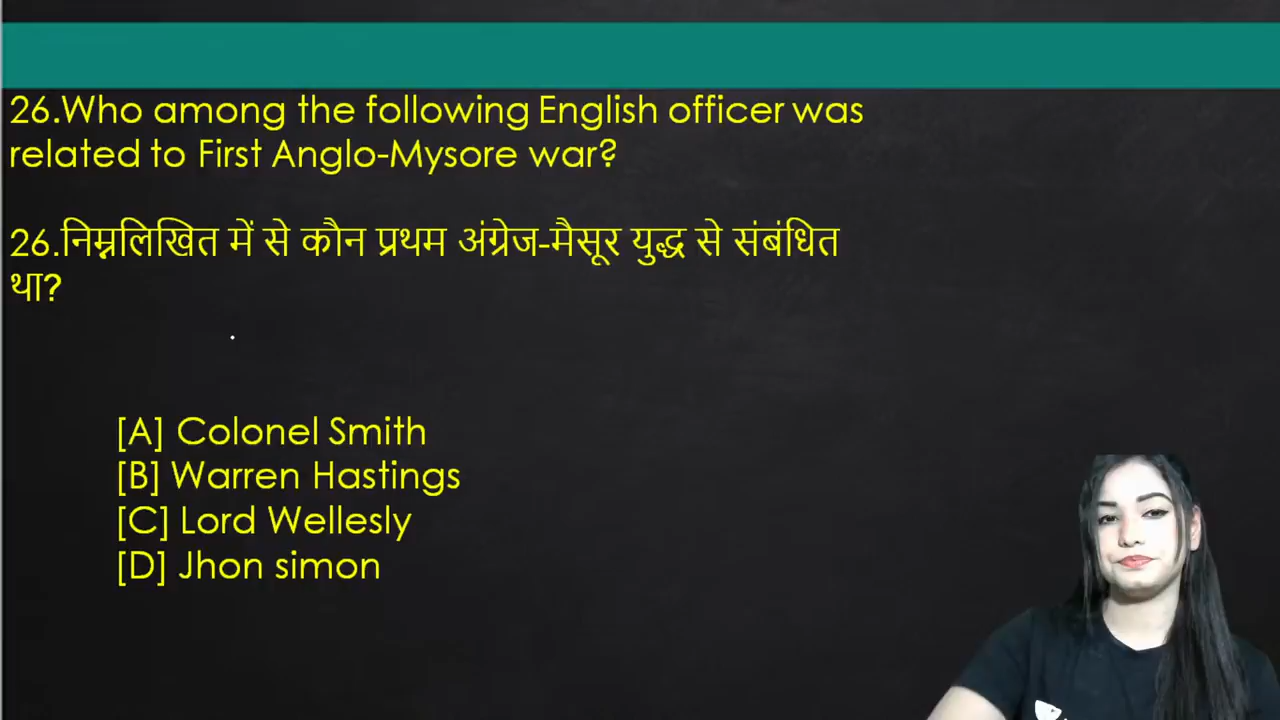 26.Who among the following English officer was
related to First Anglo-Mysore war?
26.निम्नलिखित में से कौन प्रथम अंग्रेज-मैसूर युद्ध से संबंधित
था?
[A] Colonel Smith
[B] Warren Hastings
[C] Lord Wellesly
[D] Jhon simon